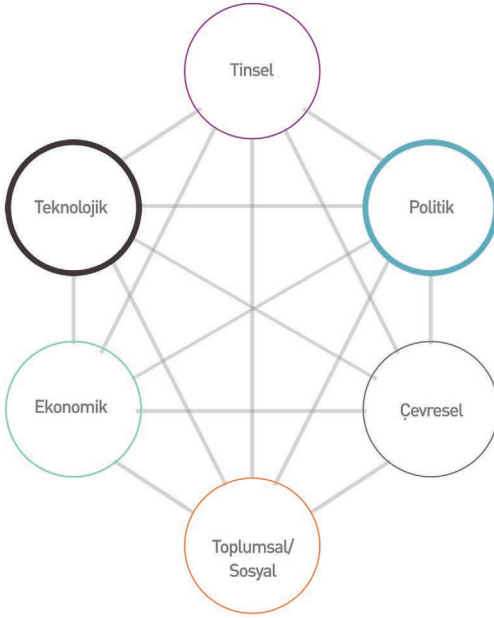 Tinsel
Teknolojik
Politik
Ekonomik
Çevresel
Toplumsal/
Sosyal